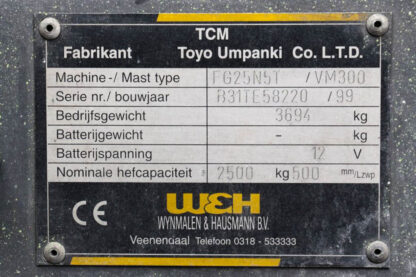 TCM
Fabrikant Toyo Umpanki Co. L.T.D.
Machine-/ Mast type FG25N5T / VM300
Serie nr./ bouwjaar A31TE58220 / 99
Bedrijfsgewicht 3694 kg
Batterijgewicht - kg
Batterijspanning 12 V
Nominale hefcapaciteit 2500 kg 500 mm/Lzwp
CE W&H
WYNMALEN & HAUSMANN B.V.
Veenendaal Telefoon 0318 - 533333